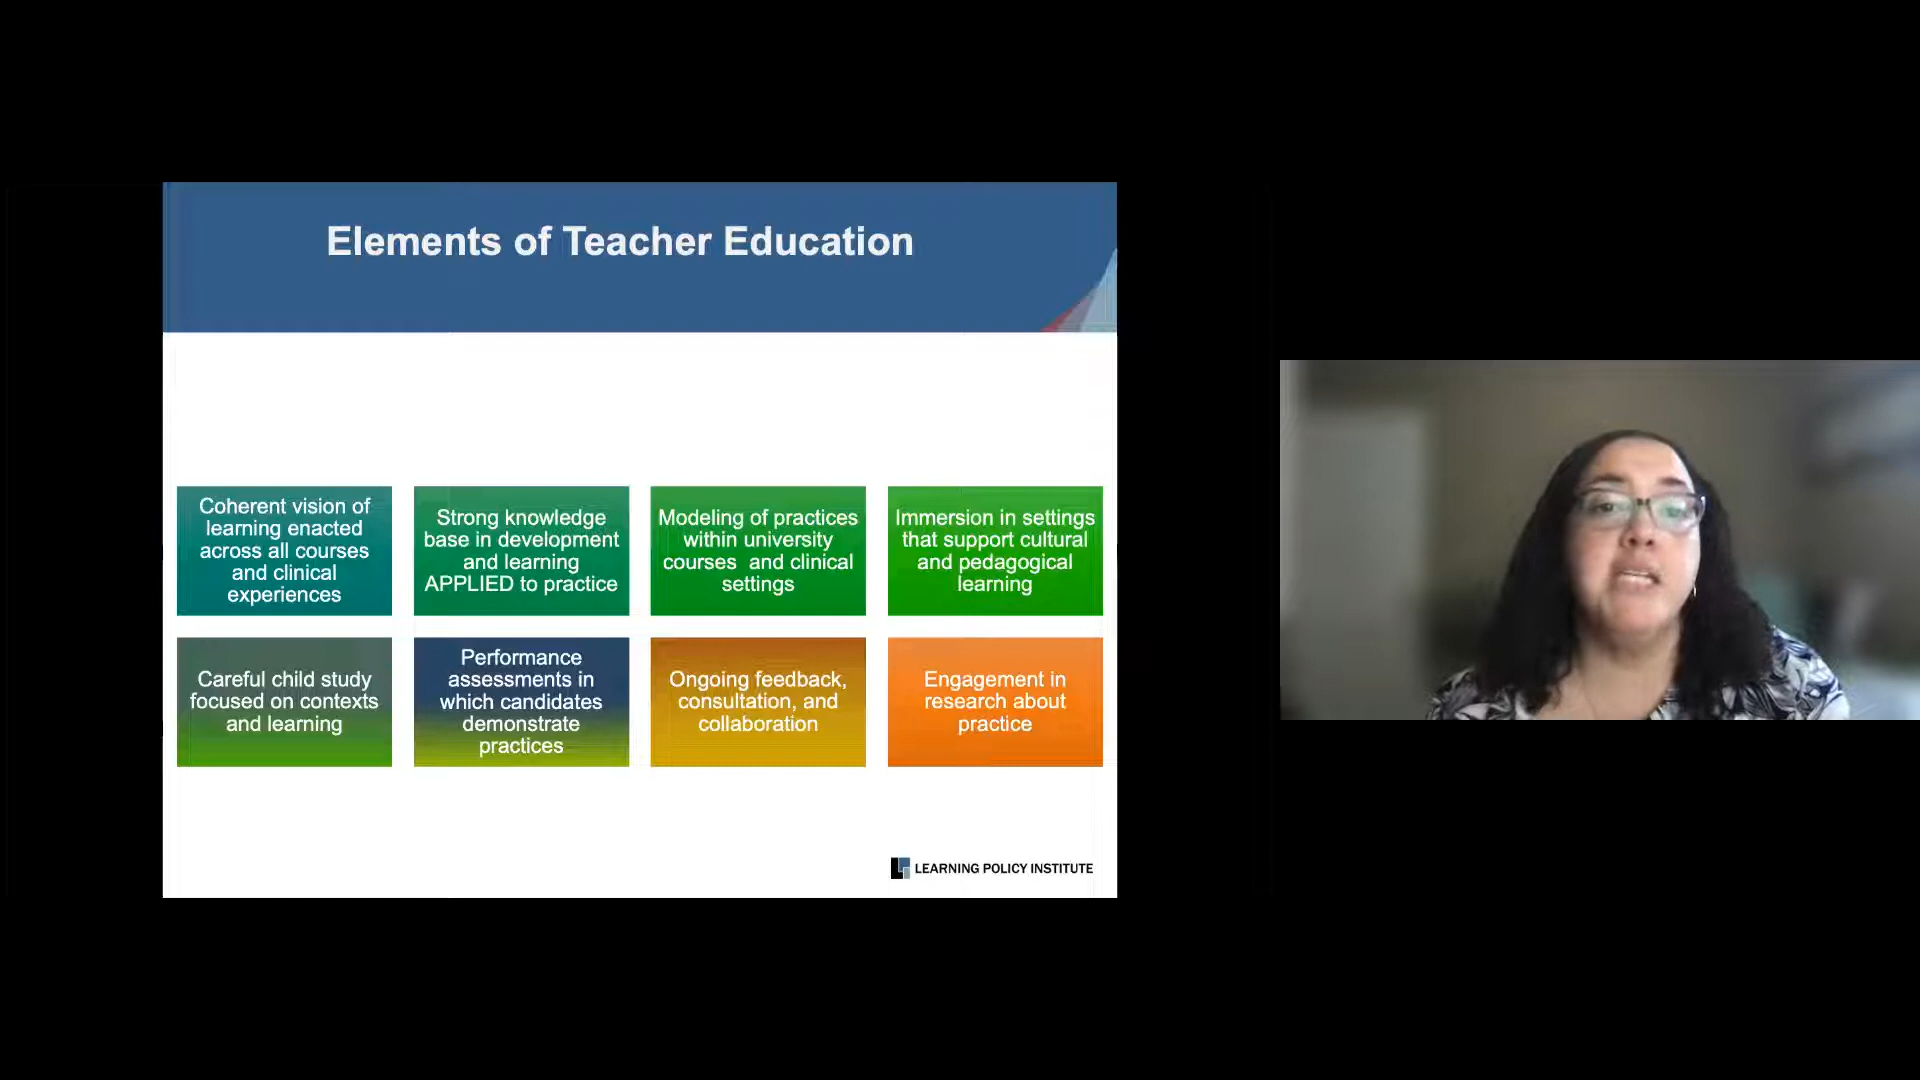 Elements of Teacher Education
Coherent vision of
learning enacted
across all courses
and clinical
experiences
Strong knowledge
base in development
and learning
APPLIED to practice
Modeling of practices
within university
courses and clinical
settings
Immersion in settings
that support cultural
and pedagogical
learning
Careful child study
focused on contexts
and learning
Performance
assessments in
which candidates
demonstrate
practices
Ongoing feedback,
consultation, and
collaboration
Engagement in
research about
practice
LEARNING POLICY INSTITUTE